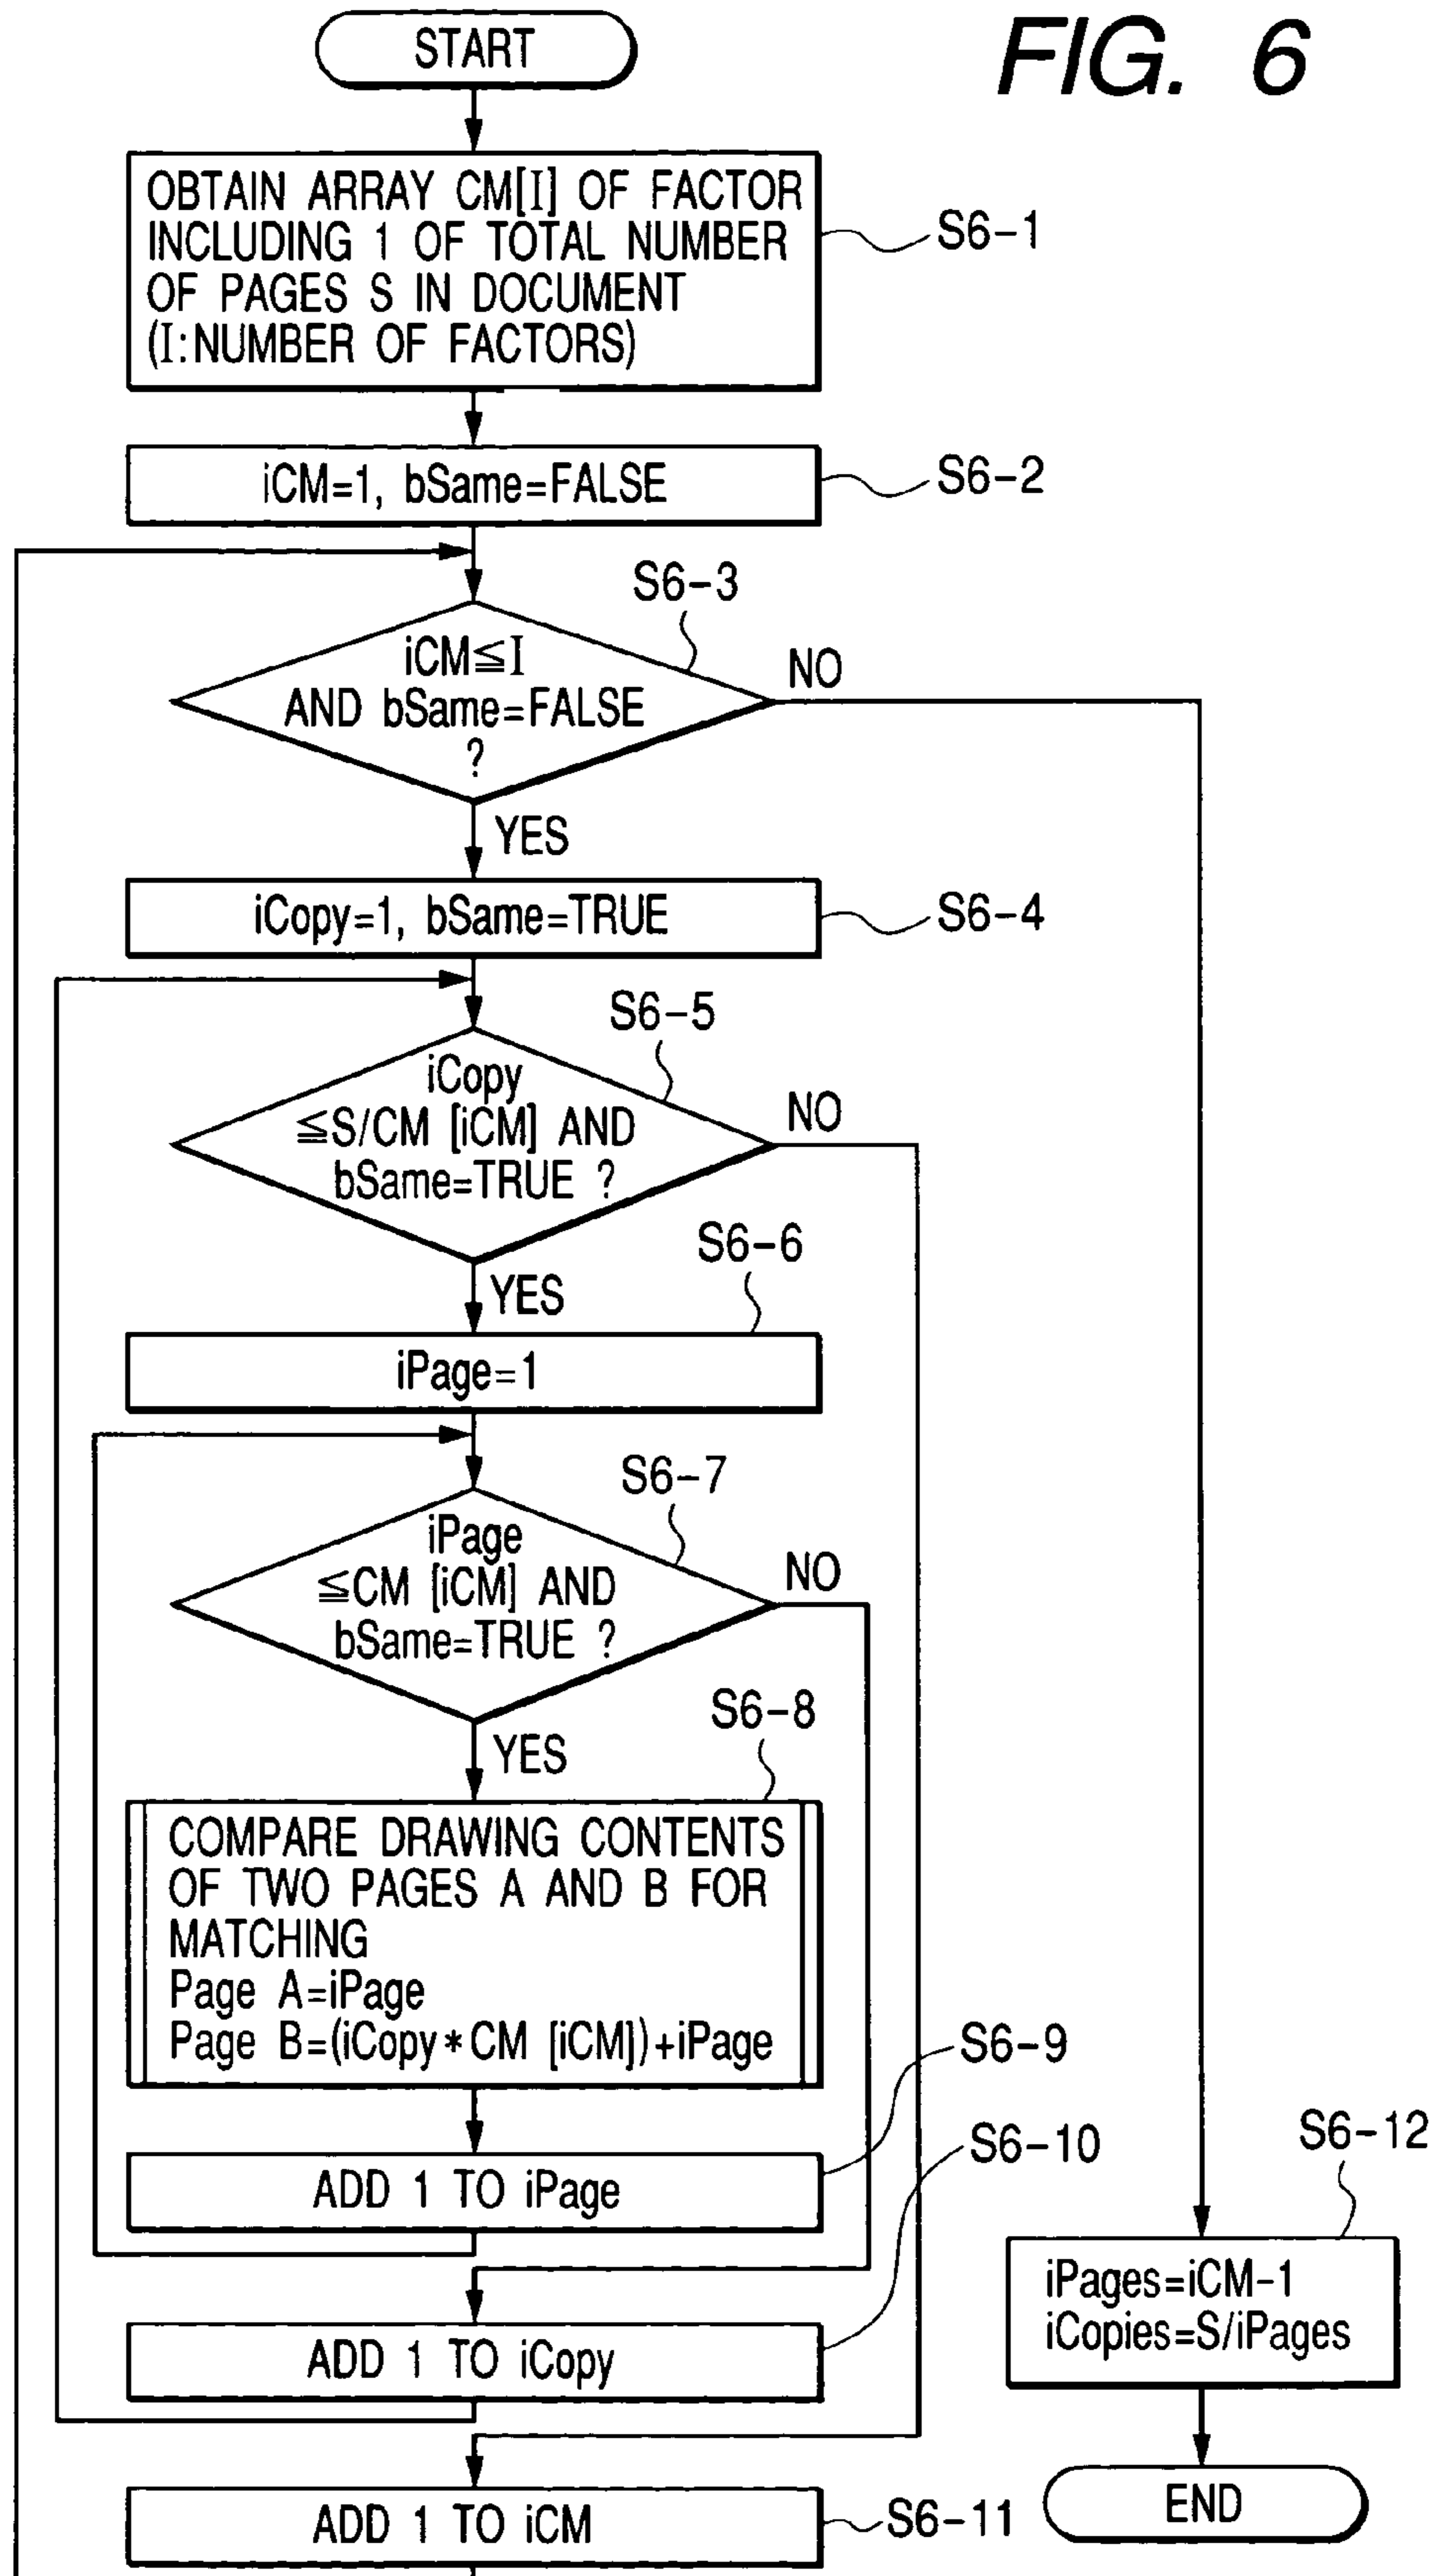 FIG. 6
START
OBTAIN ARRAY CM[I] OF FACTOR
INCLUDING 1 OF TOTAL NUMBER
OF PAGES S IN DOCUMENT
(I:NUMBER OF FACTORS)
S6-1
iCM=1, bSame=FALSE
S6-2
S6-3
iCM≦I
AND bSame=FALSE
?
NO
YES
iCopy=1, bSame=TRUE
S6-4
S6-5
iCopy
≦S/CM [iCM] AND
bSame=TRUE ?
NO
YES
S6-6
iPage=1
S6-7
iPage
≦CM [iCM] AND
bSame=TRUE ?
NO
YES
S6-8
COMPARE DRAWING CONTENTS
OF TWO PAGES A AND B FOR
MATCHING
Page A=iPage
Page B=(iCopy*CM [iCM])+iPage
S6-9
ADD 1 TO iPage
S6-10
ADD 1 TO iCopy
S6-11
ADD 1 TO iCM
S6-12
iPages=iCM-1
iCopies=S/iPages
END